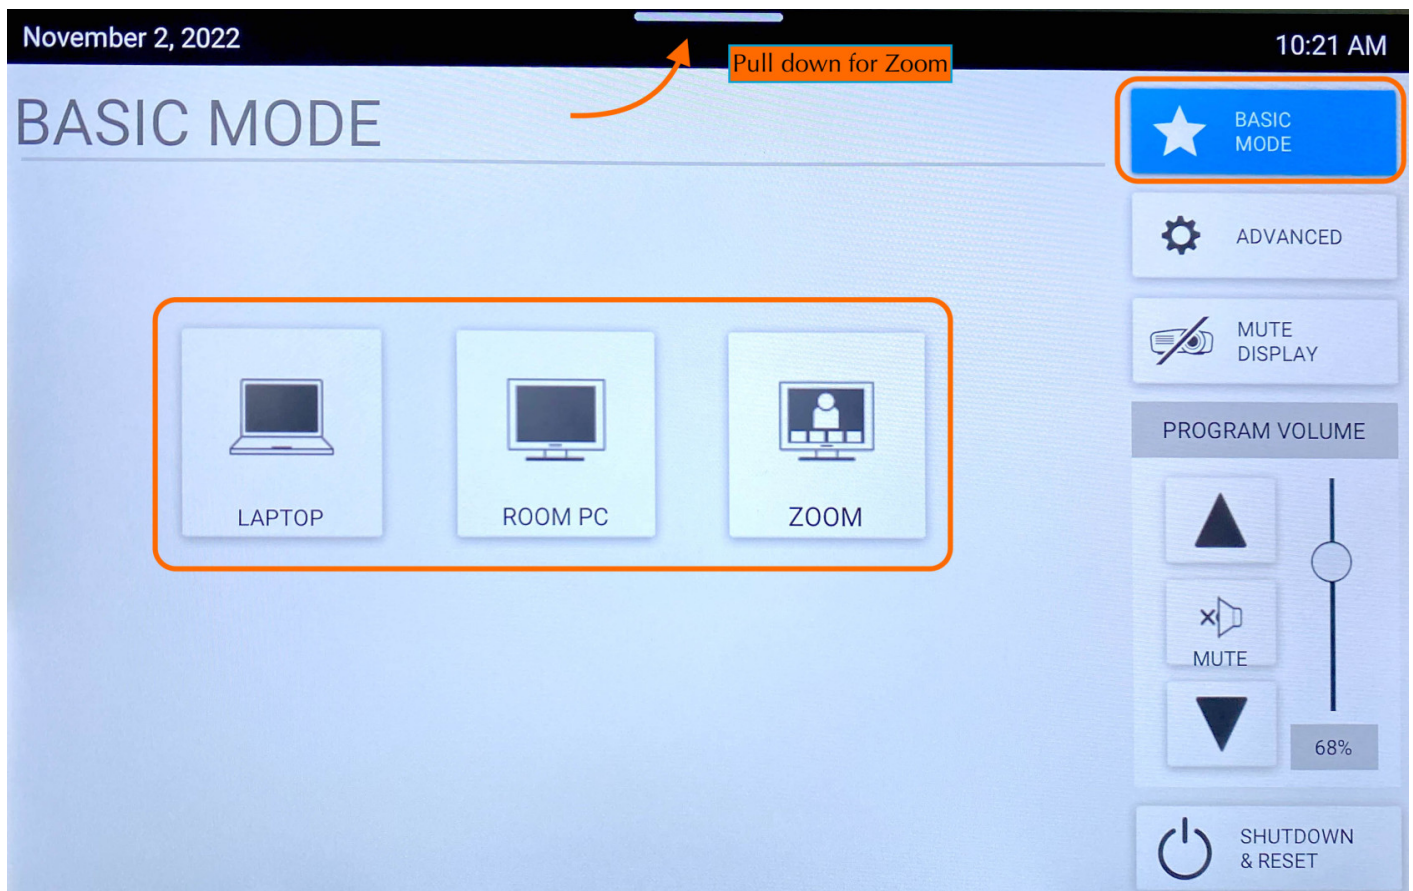 November 2, 2022
10:21 AM
Pull down for Zoom
BASIC MODE
BASIC
MODE
ADVANCED
MUTE
DISPLAY
PROGRAM VOLUME
LAPTOP
ROOM PC
ZOOM
MUTE
68%
SHUTDOWN
& RESET